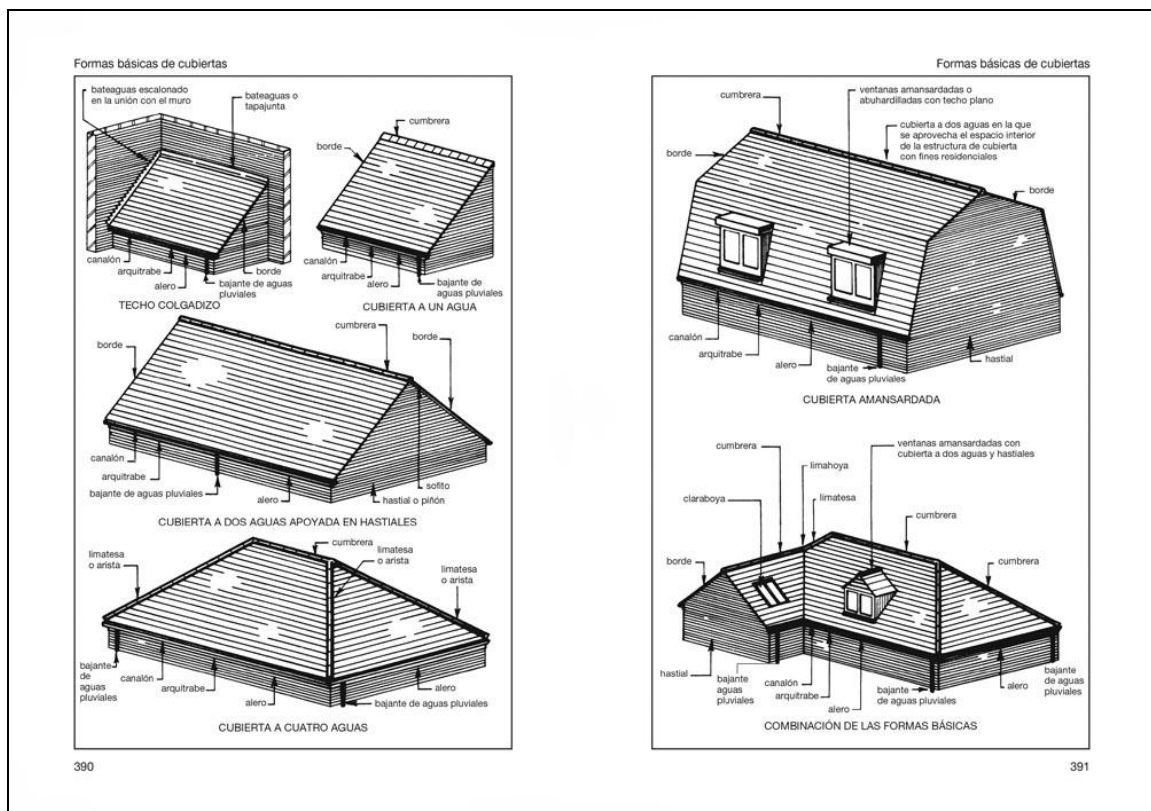 Formas básicas de cubiertas
bateaguas escalonado
en la unión con el muro
bateaguas o
tapajunta
canalón
arquitrabe
alero
borde
bajante de aguas
pluviales
TECHO COLGADIZO
cumbrera
borde
canalón
arquitrabe
alero
bajante de
aguas pluviales
CUBIERTA A UN AGUA
cumbrera
borde
borde
canalón
arquitrabe
bajante de aguas pluviales
alero
sofito
hastial o piñón
CUBIERTA A DOS AGUAS APOYADA EN HASTIALES
limatesa
o arista
cumbrera
limatesa
o arista
limatesa
o arista
bajante
de
aguas
pluviales
canalón
arquitrabe
alero
alero
bajante de aguas pluviales
CUBIERTA A CUATRO AGUAS
390
Formas básicas de cubiertas
cumbrera
ventanas amansardadas o
abuhardilladas con techo plano
cubierta a dos aguas en la que
se aprovecha el espacio interior
de la estructura de cubierta
con fines residenciales
borde
borde
canalón
arquitrabe
alero
bajante
de aguas pluviales
hastial
CUBIERTA AMANSARDADA
cumbrera
ventanas amansardadas con
cubierta a dos aguas y hastiales
limahoya
claraboya
limatesa
cumbrera
borde
cumbrera
hastial
bajante
aguas
pluviales
canalón
arquitrabe
alero
bajante
de aguas pluviales
alero
bajante
de aguas
pluviales
COMBINACIÓN DE LAS FORMAS BÁSICAS
391